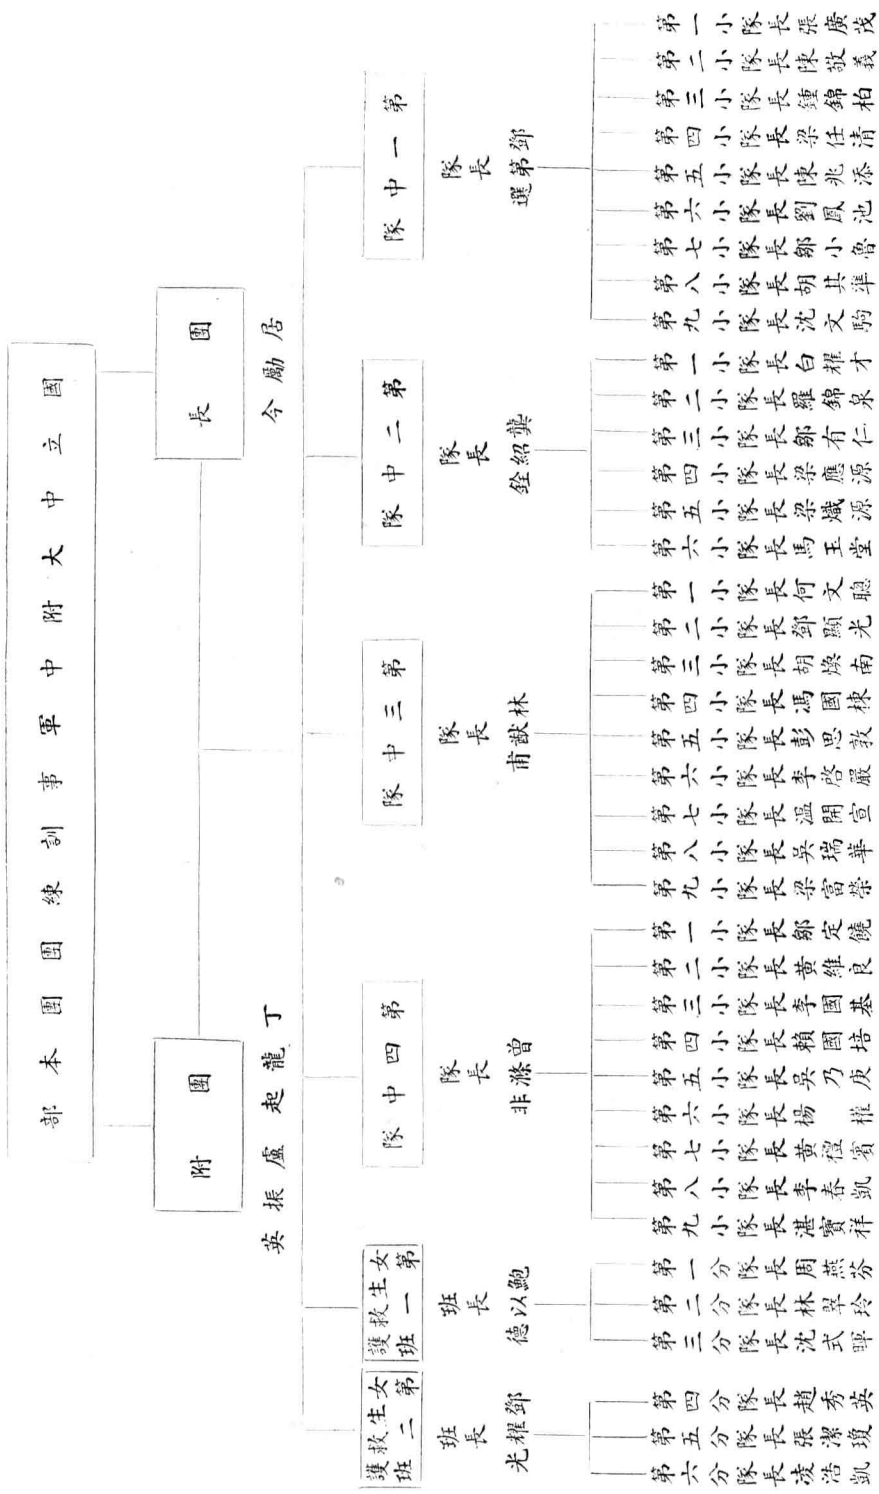 國立中大附中軍事訓練團團本部
團長
居勵今
團附
丁龍起 盧振英
第一中隊
隊長
鄧第選
第一小隊長張廣茂
第二小隊長陳敬義
第三小隊長鍾錦柏
第四小隊長梁任清
第五小隊長陳兆添
第六小隊長劉鳳池
第七小隊長鄒小魯
第八小隊長胡其準
第九小隊長沈文駒
第二中隊
隊長
龔紹銓
第一小隊長白耀才
第二小隊長羅錦泉
第三小隊長鄒有仁
第四小隊長梁應源
第五小隊長梁熾源
第六小隊長馬玉堂
第三中隊
隊長
林猷甫
第一小隊長何文聰
第二小隊長鄧顯光
第三小隊長胡煥南
第四小隊長馮國棟
第五小隊長彭思敦
第六小隊長李啓嚴
第七小隊長溫開宣
第八小隊長吳瑞華
第九小隊長梁富榮
第四中隊
隊長
曾滌非
第一小隊長鄒定饒
第二小隊長黃維良
第三小隊長李國基
第四小隊長賴國培
第五小隊長吳乃庚
第六小隊長楊權
第七小隊長黃禮賓
第八小隊長李春凱
第九小隊長湛寶祥
女生救護第一班
班長
鮑以德
第一分隊長周燕芬
第二分隊長林翠玲
第三分隊長沈式暉
女生救護第二班
班長
鄧耀光
第四分隊長趙秀英
第五分隊長張潔瓊
第六分隊長凌浩凱